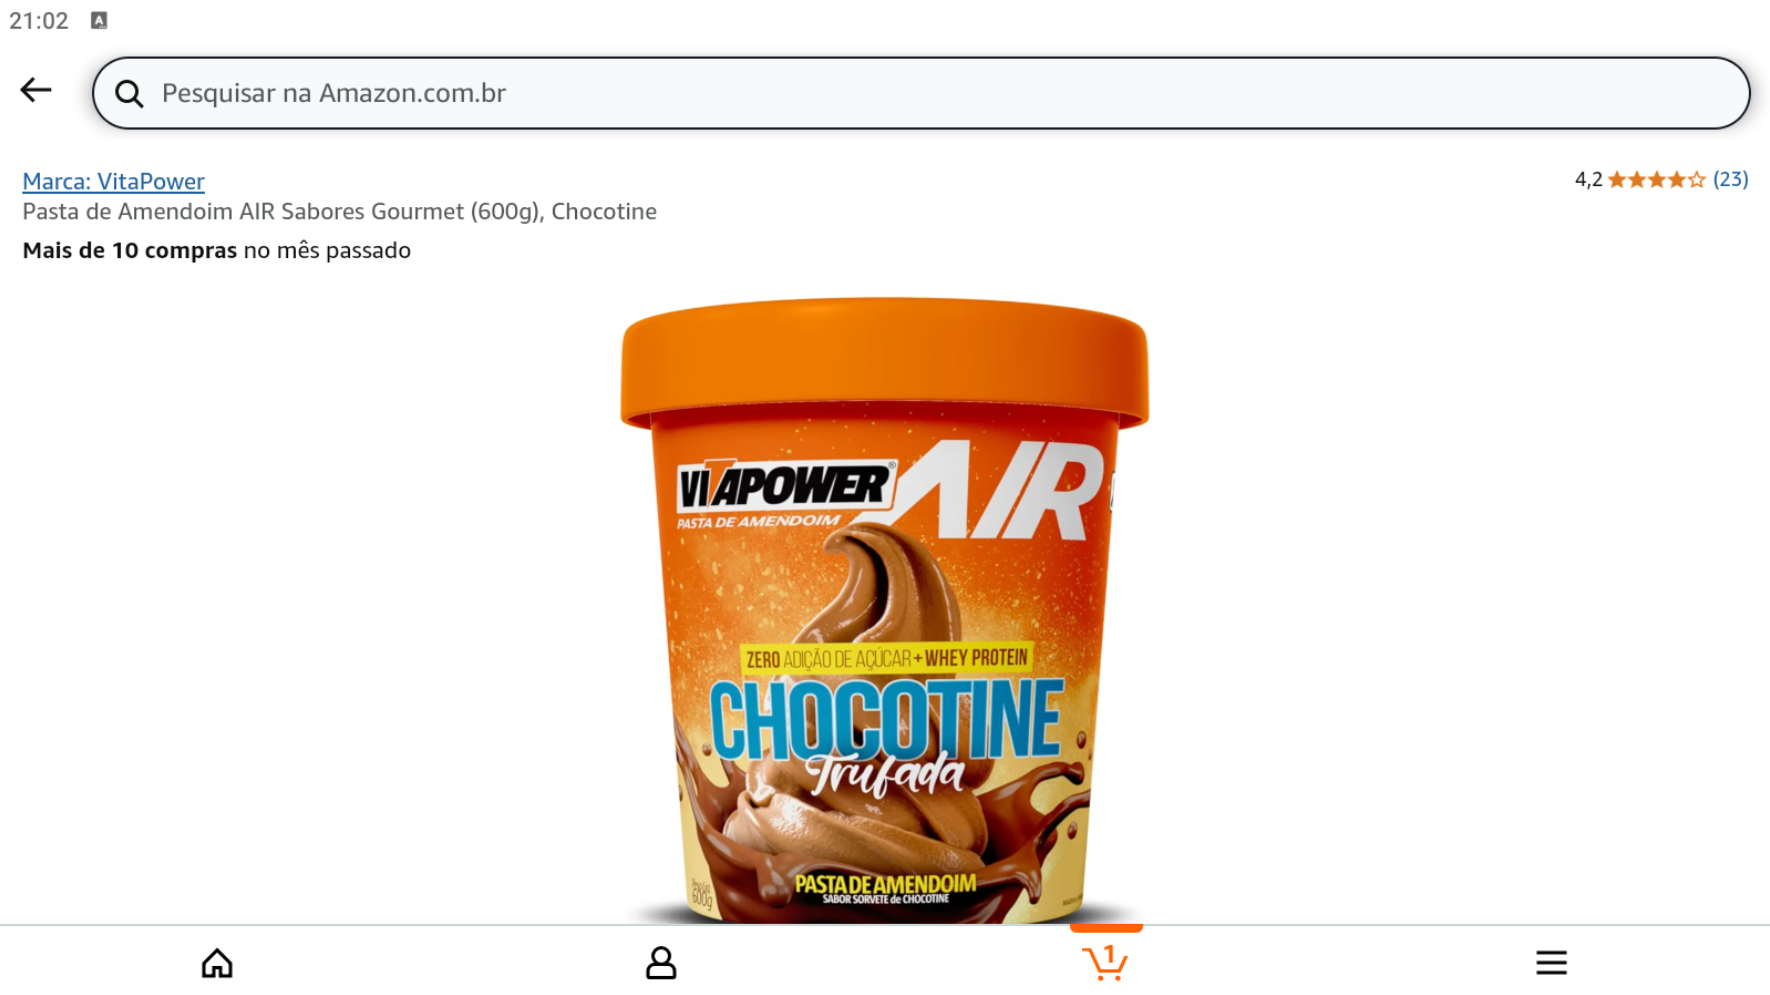 21:02
Pesquisar na Amazon.com.br
Marca: VitaPower
4,2 (23)
Pasta de Amendoim AIR Sabores Gourmet (600g), Chocotine
Mais de 10 compras no mês passado
VITAPOWER®
AIR
PASTA DE AMENDOIM
ZERO ADIÇÃO DE AÇÚCAR + WHEY PROTEIN
CHOCOTINE
Trufada
PASTA DE AMENDOIM
SABOR SORVETE de CHOCOTINE
600g
1